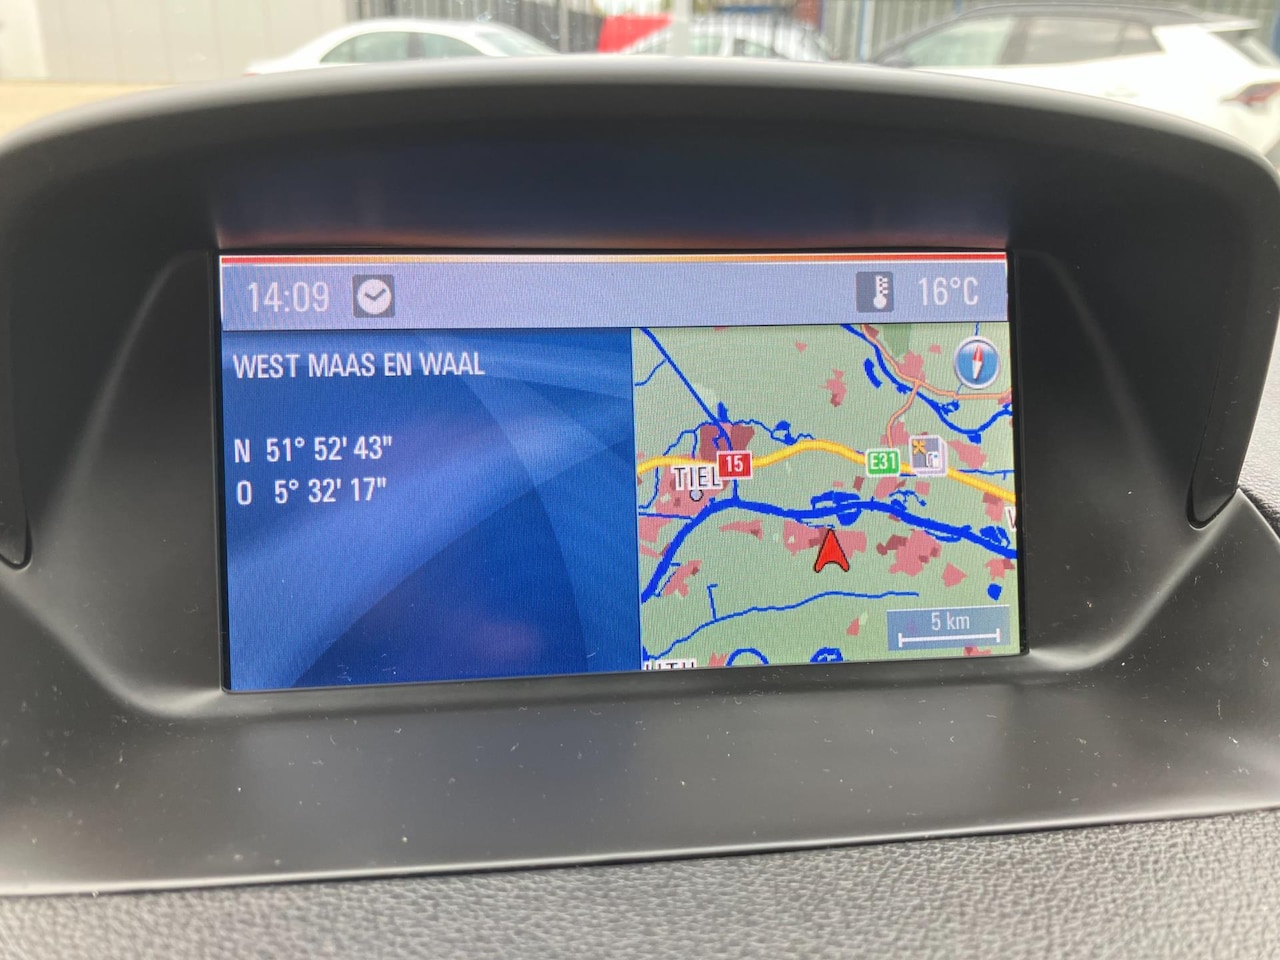 14:09
16°C
WEST MAAS EN WAAL
N 51° 52' 43"
O 5° 32' 17"
15
E31
TIEL
5 km